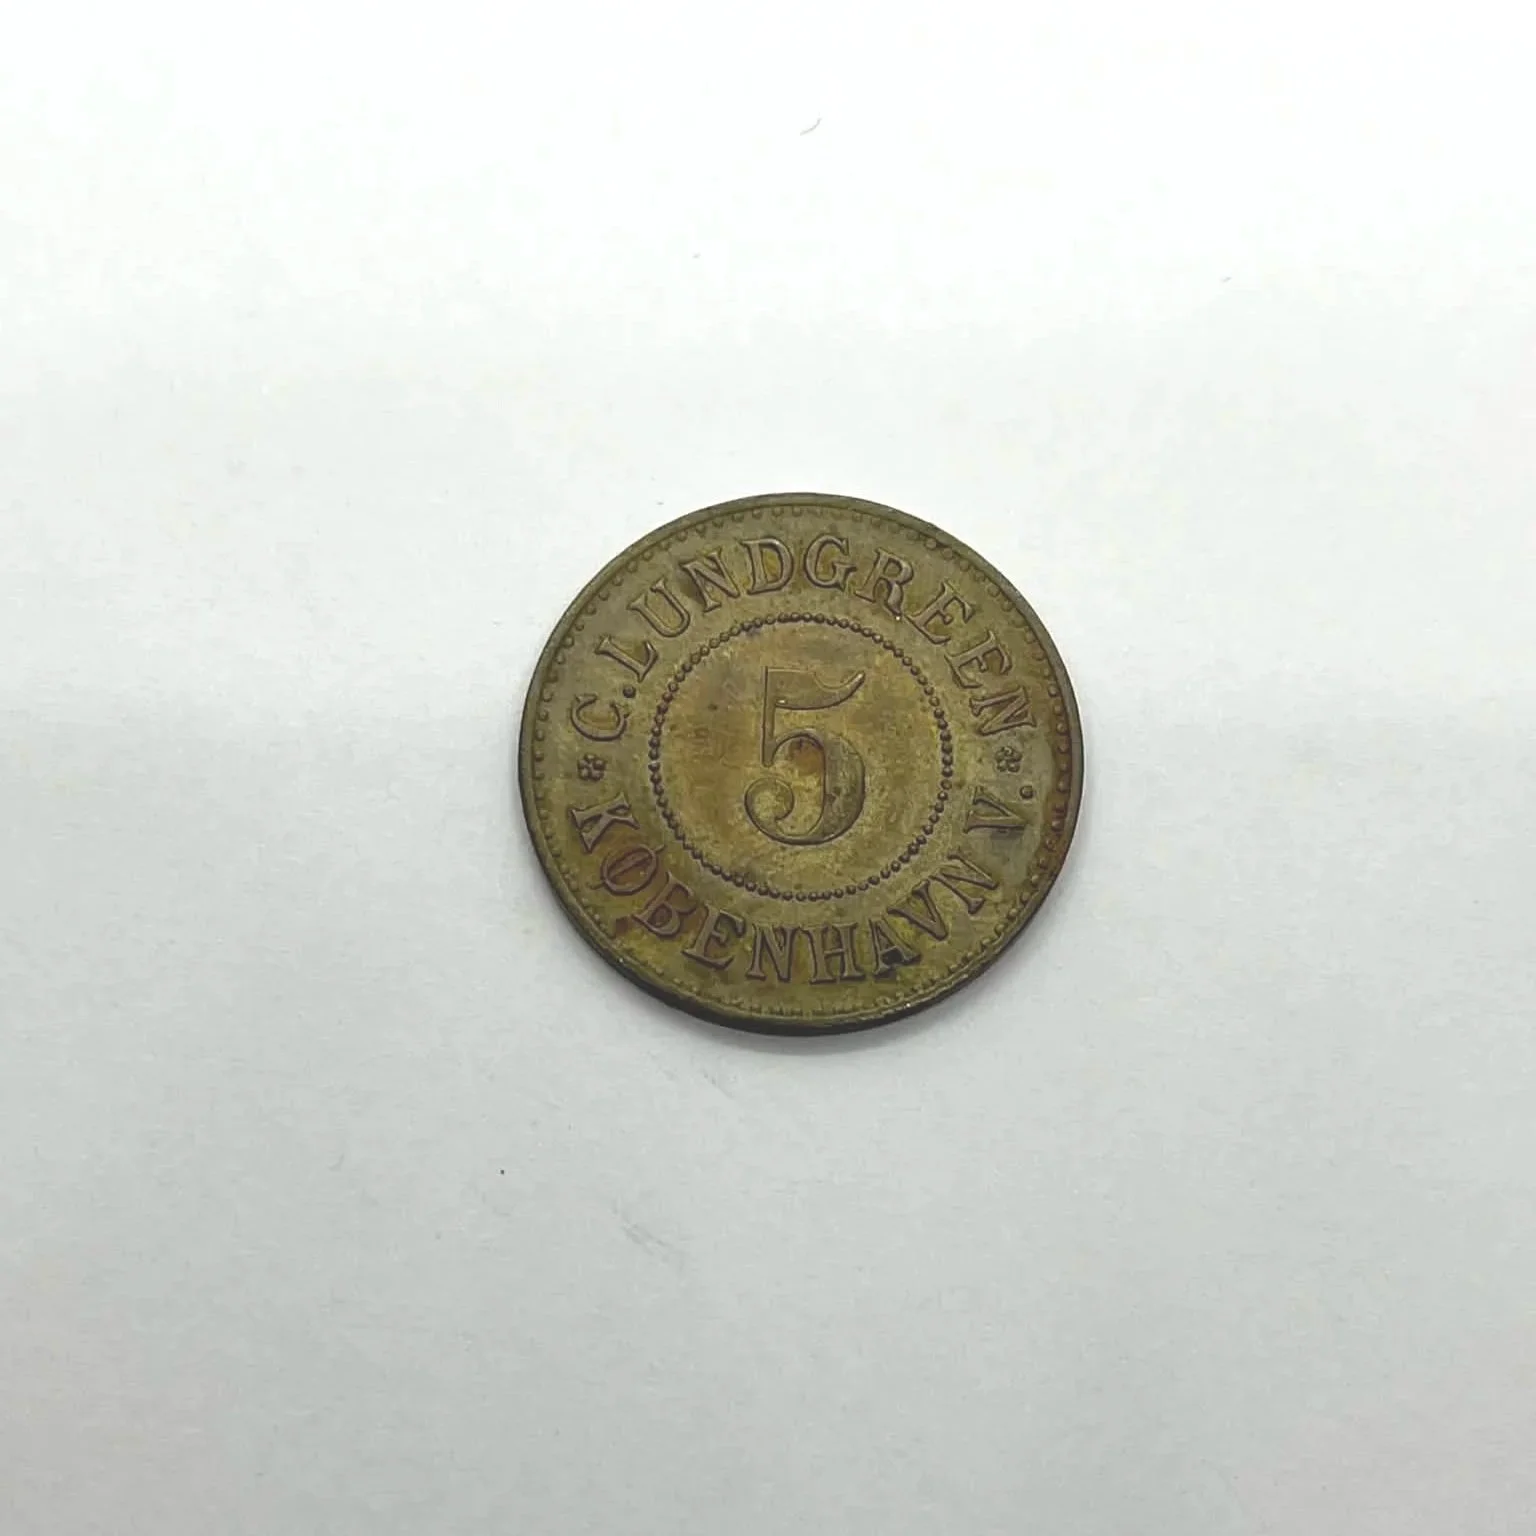 C. LUNDGREEN
5
KØBENHAVN V.